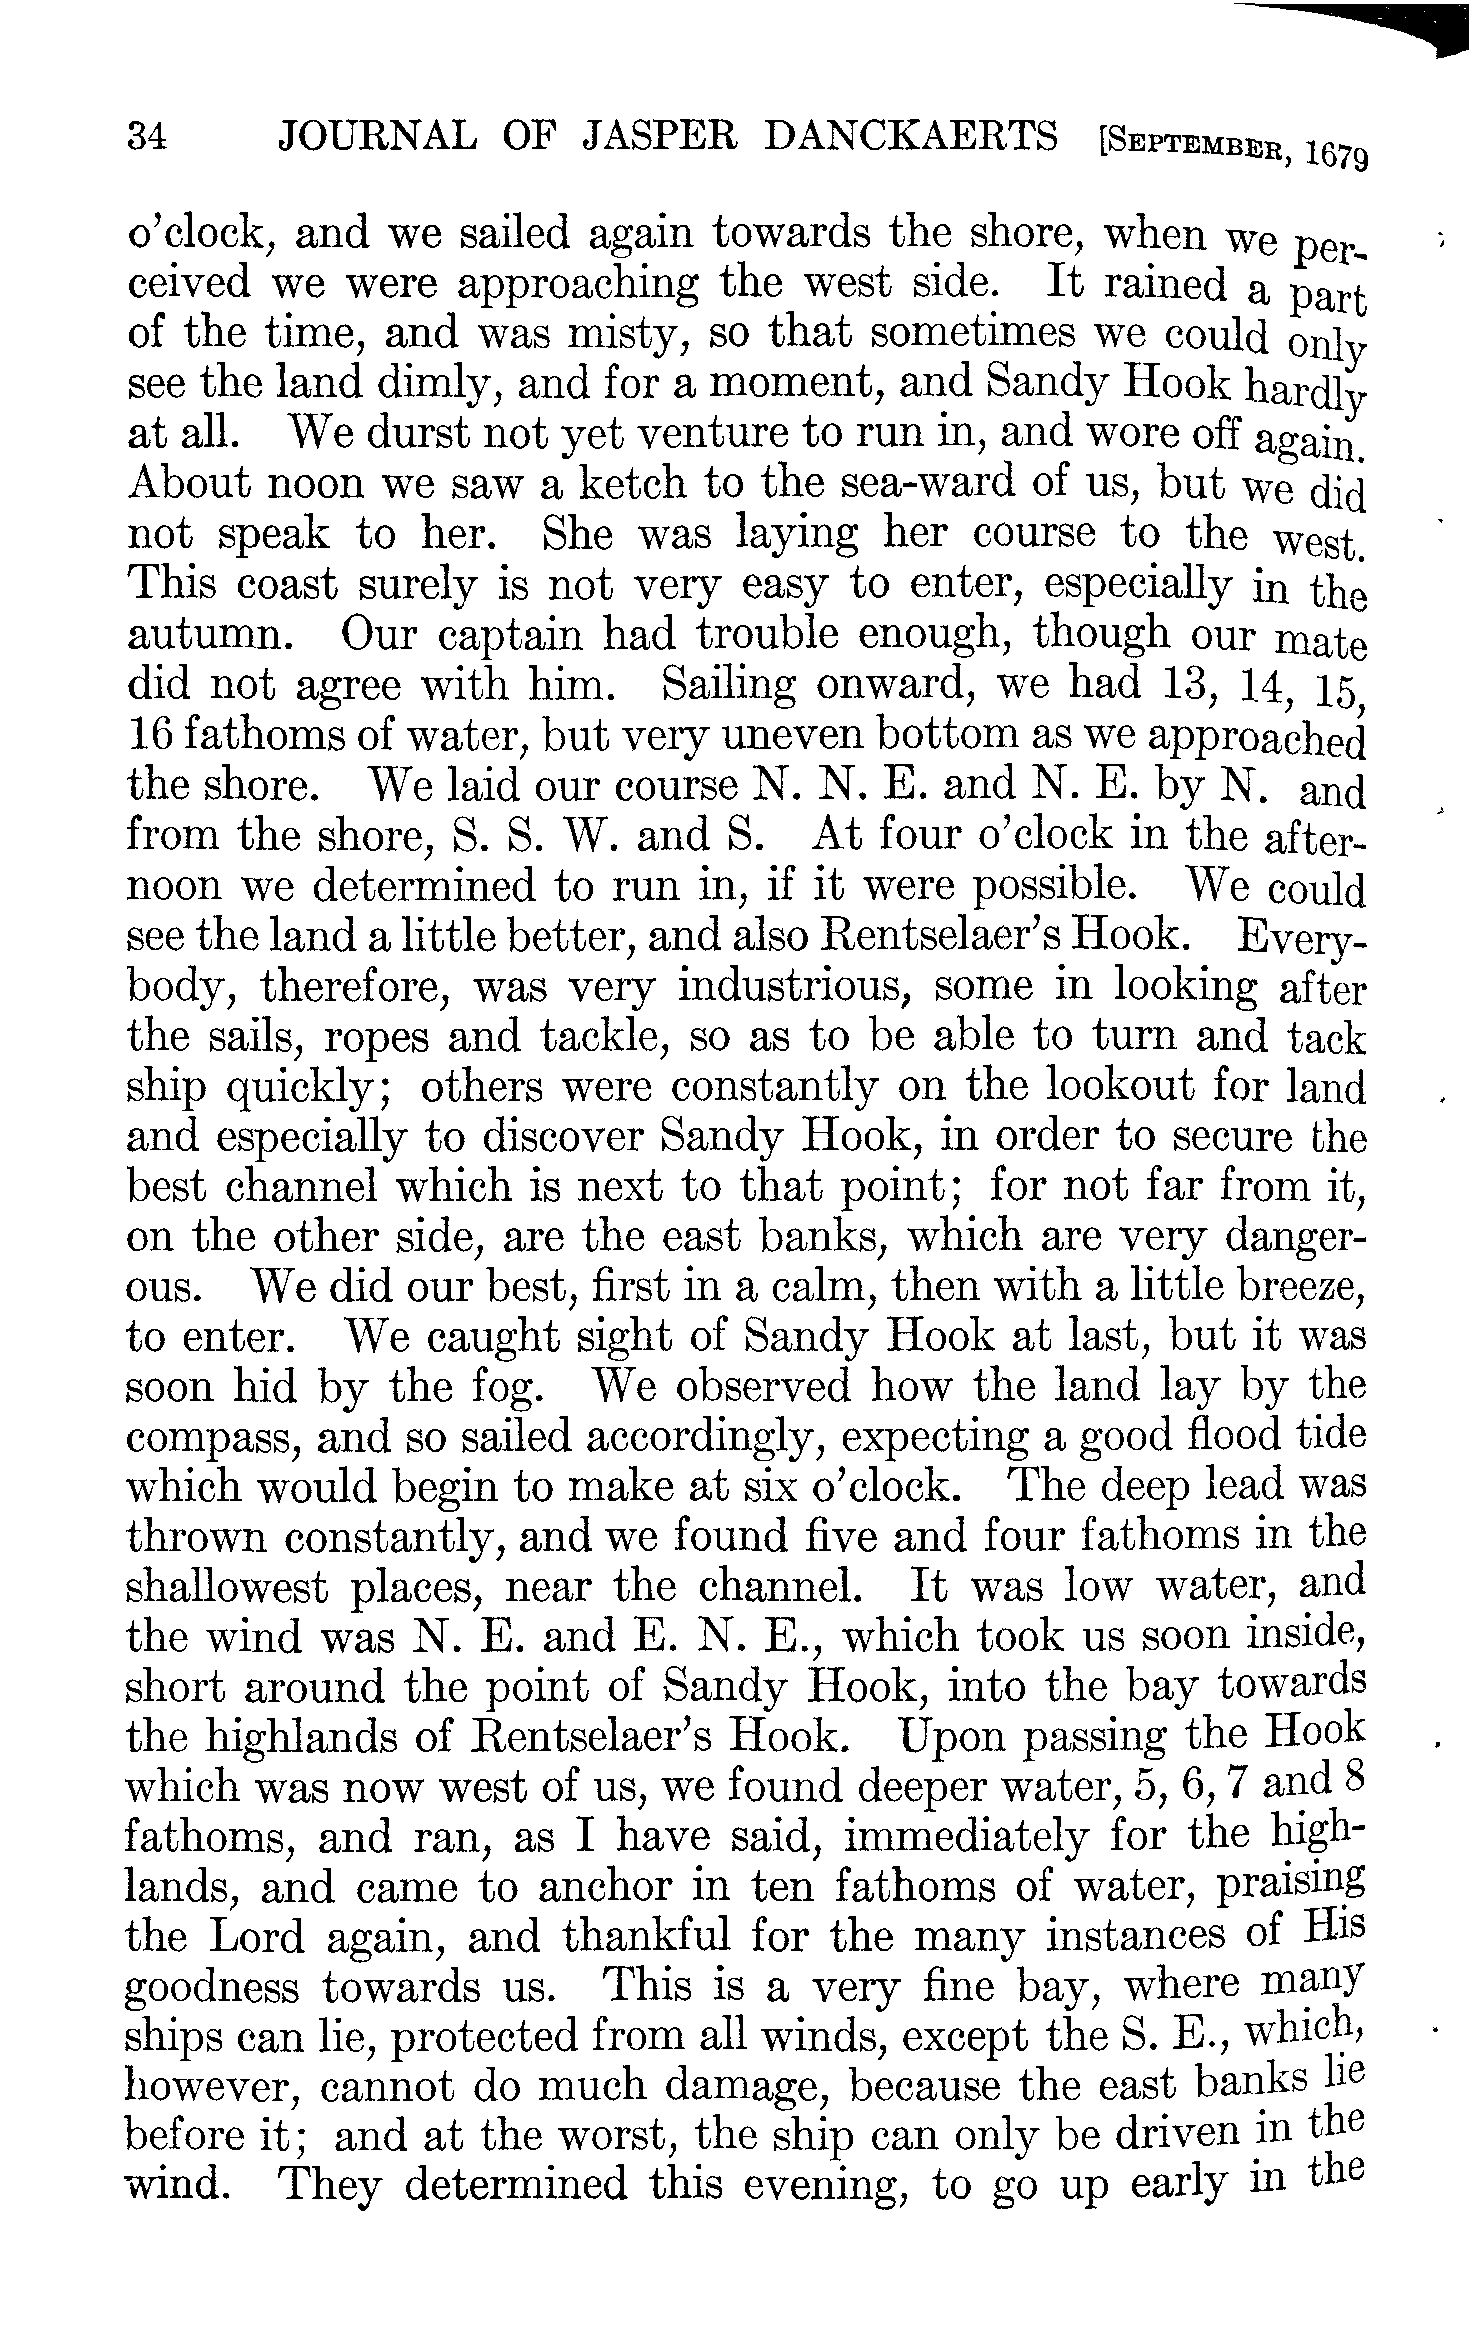 34 JOURNAL OF JASPER DANCKAERTS [SEPTEMBER, 1679
o'clock, and we sailed again towards the shore, when we per-
ceived we were approaching the west side. It rained a part
of the time, and was misty, so that sometimes we could only
see the land dimly, and for a moment, and Sandy Hook hardly
at all. We durst not yet venture to run in, and wore off again.
About noon we saw a ketch to the sea-ward of us, but we did
not speak to her. She was laying her course to the west.
This coast surely is not very easy to enter, especially in the
autumn. Our captain had trouble enough, though our mate
did not agree with him. Sailing onward, we had 13, 14, 15,
16 fathoms of water, but very uneven bottom as we approached
the shore. We laid our course N. N. E. and N. E. by N. and
from the shore, S. S. W. and S. At four o'clock in the after-
noon we determined to run in, if it were possible. We could
see the land a little better, and also Rentselaer's Hook. Every-
body, therefore, was very industrious, some in looking after
the sails, ropes and tackle, so as to be able to turn and tack
ship quickly; others were constantly on the lookout for land
and especially to discover Sandy Hook, in order to secure the
best channel which is next to that point; for not far from it,
on the other side, are the east banks, which are very danger-
ous. We did our best, first in a calm, then with a little breeze,
to enter. We caught sight of Sandy Hook at last, but it was
soon hid by the fog. We observed how the land lay by the
compass, and so sailed accordingly, expecting a good flood tide
which would begin to make at six o'clock. The deep lead was
thrown constantly, and we found five and four fathoms in the
shallowest places, near the channel. It was low water, and
the wind was N. E. and E. N. E., which took us soon inside,
short around the point of Sandy Hook, into the bay towards
the highlands of Rentselaer's Hook. Upon passing the Hook
which was now west of us, we found deeper water, 5, 6, 7 and 8
fathoms, and ran, as I have said, immediately for the high-
lands, and came to anchor in ten fathoms of water, praising
the Lord again, and thankful for the many instances of His
goodness towards us. This is a very fine bay, where many
ships can lie, protected from all winds, except the S. E., which,
however, cannot do much damage, because the east banks lie
before it; and at the worst, the ship can only be driven in the
wind. They determined this evening, to go up early in the